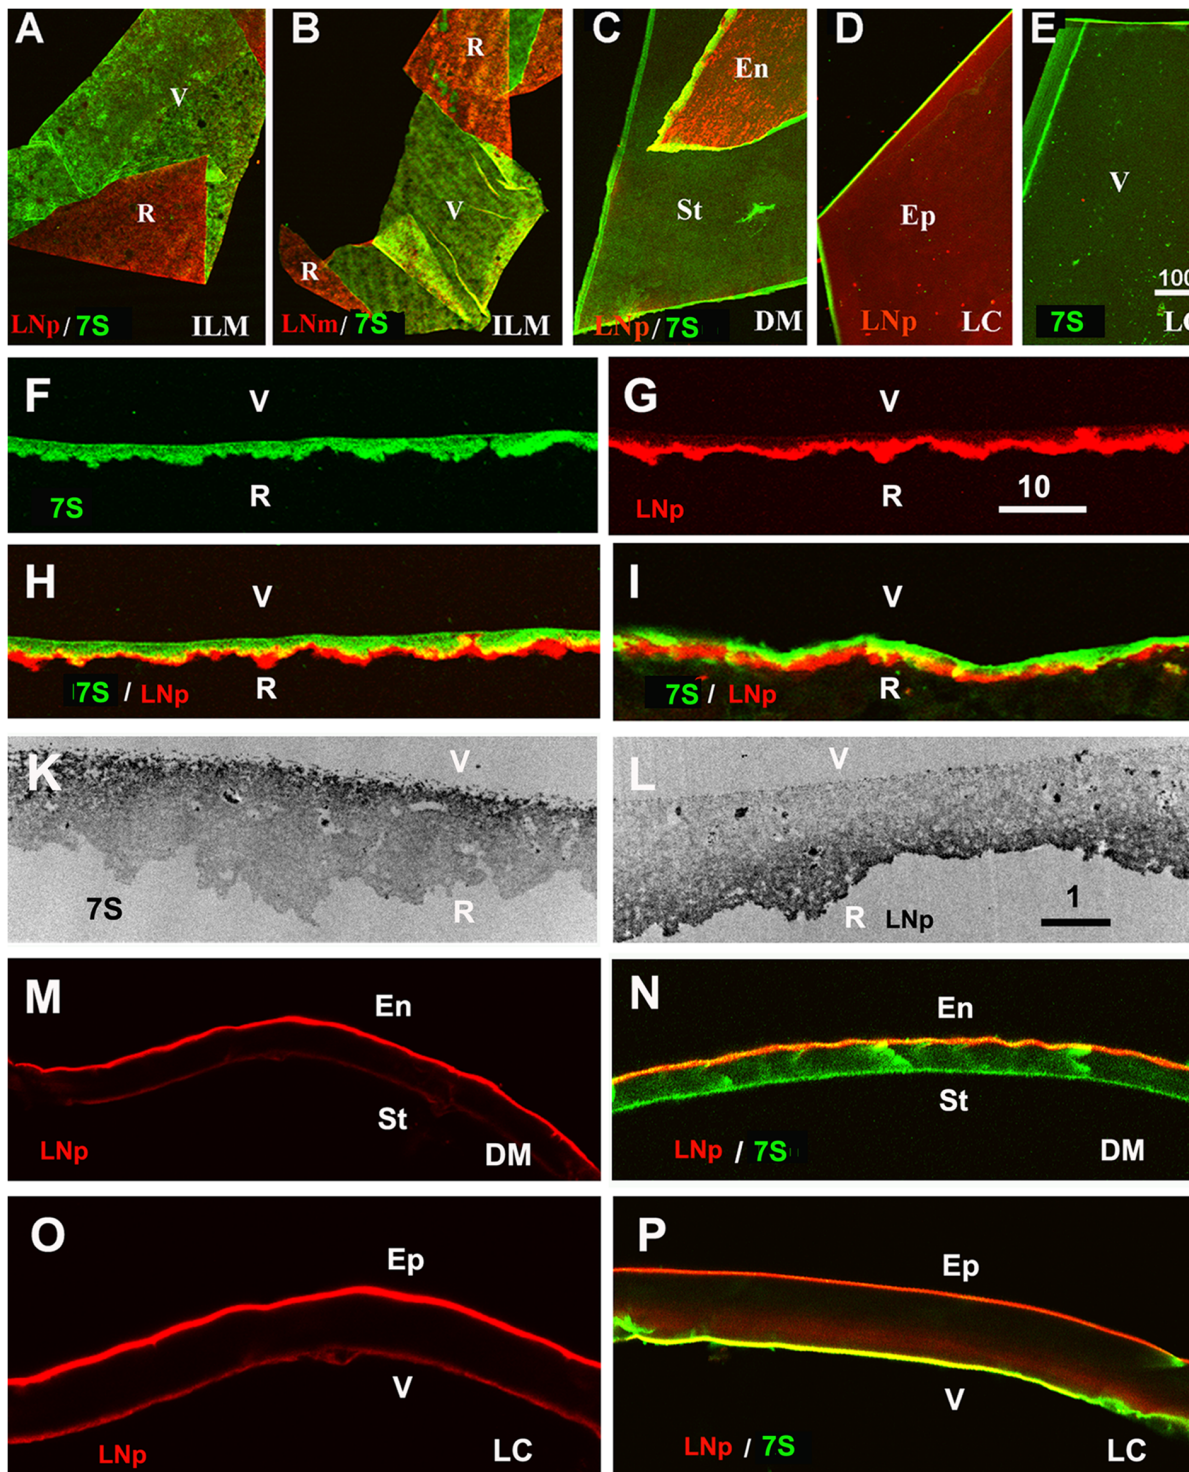 A
V
R
LNp / 7S
ILM
B
R
V
R
LNm / 7S
ILM
C
En
St
LNp / 7S
DM
D
Ep
LNp
LC
E
V
100
7S
LC
F
V
R
7S
G
V
R
10
LNp
H
V
R
7S / LNp
I
V
R
7S / LNp
K
V
7S
R
L
V
R LNp
1
M
En
St
LNp
DM
N
En
St
LNp / 7S
DM
O
Ep
V
LNp
LC
P
Ep
V
LNp / 7S
LC